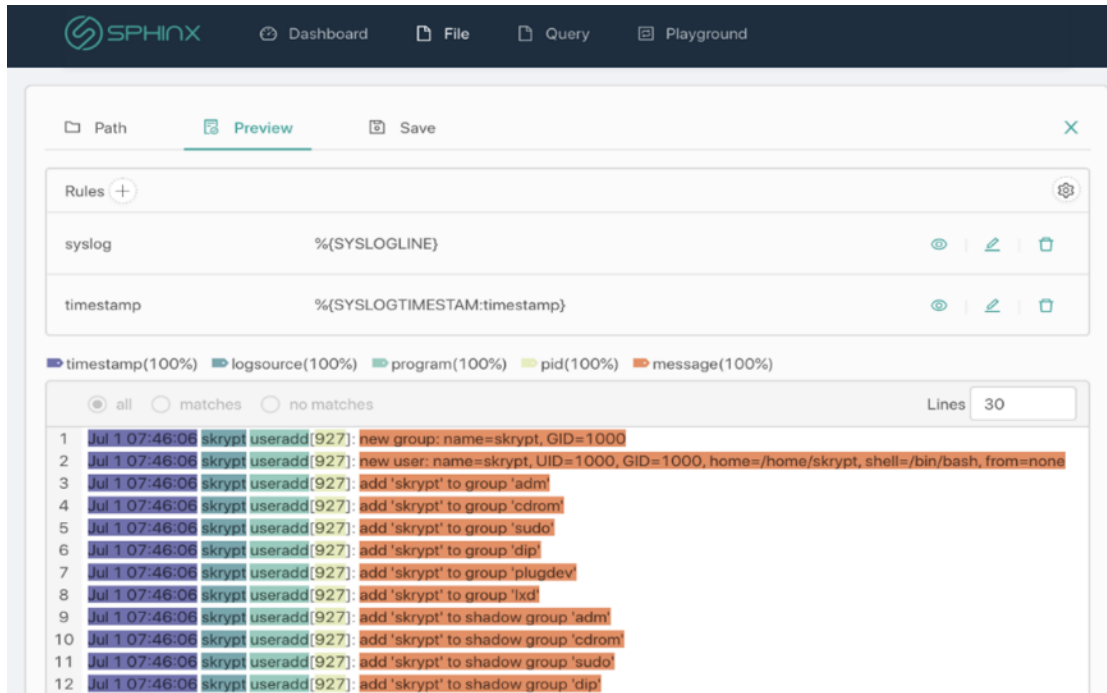 SPHINX Dashboard File Query Playground
Path Preview Save
Rules
syslog %{SYSLOGLINE}
timestamp %{SYSLOGTIMESTAM:timestamp}
timestamp(100%) logsource(100%) program(100%) pid(100%) message(100%)
all matches no matches Lines 30
1 Jul 1 07:46:06 skrypt useradd[927]: new group: name=skrypt, GID=1000
2 Jul 1 07:46:06 skrypt useradd[927]: new user: name=skrypt, UID=1000, GID=1000, home=/home/skrypt, shell=/bin/bash, from=none
3 Jul 1 07:46:06 skrypt useradd[927]: add 'skrypt' to group 'adm'
4 Jul 1 07:46:06 skrypt useradd[927]: add 'skrypt' to group 'cdrom'
5 Jul 1 07:46:06 skrypt useradd[927]: add 'skrypt' to group 'sudo'
6 Jul 1 07:46:06 skrypt useradd[927]: add 'skrypt' to group 'dip'
7 Jul 1 07:46:06 skrypt useradd[927]: add 'skrypt' to group 'plugdev'
8 Jul 1 07:46:06 skrypt useradd[927]: add 'skrypt' to group 'lxd'
9 Jul 1 07:46:06 skrypt useradd[927]: add 'skrypt' to shadow group 'adm'
10 Jul 1 07:46:06 skrypt useradd[927]: add 'skrypt' to shadow group 'cdrom'
11 Jul 1 07:46:06 skrypt useradd[927]: add 'skrypt' to shadow group 'sudo'
12 Jul 1 07:46:06 skrypt useradd[927]: add 'skrypt' to shadow group 'dip'